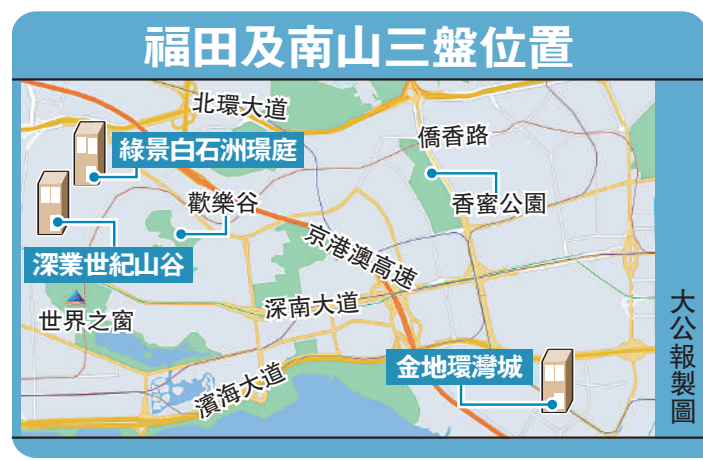 福田及南山三盤位置
北環大道
僑香路
綠景白石洲璟庭
歡樂谷
香蜜公園
京港澳高速
深業世紀山谷
深南大道
世界之窗
金地環灣城
濱海大道
大公報製圖